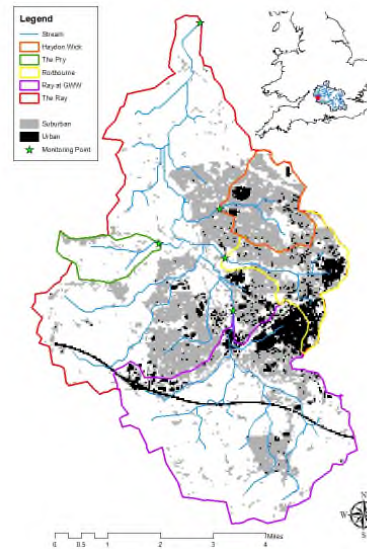 Legend
Stream
Haydon Wick
The Pry
Rodbourne
Ray at GWW
The Ray
Suburban
Urban
Monitoring Point
W
0 0.5 1 2 3 4
Miles